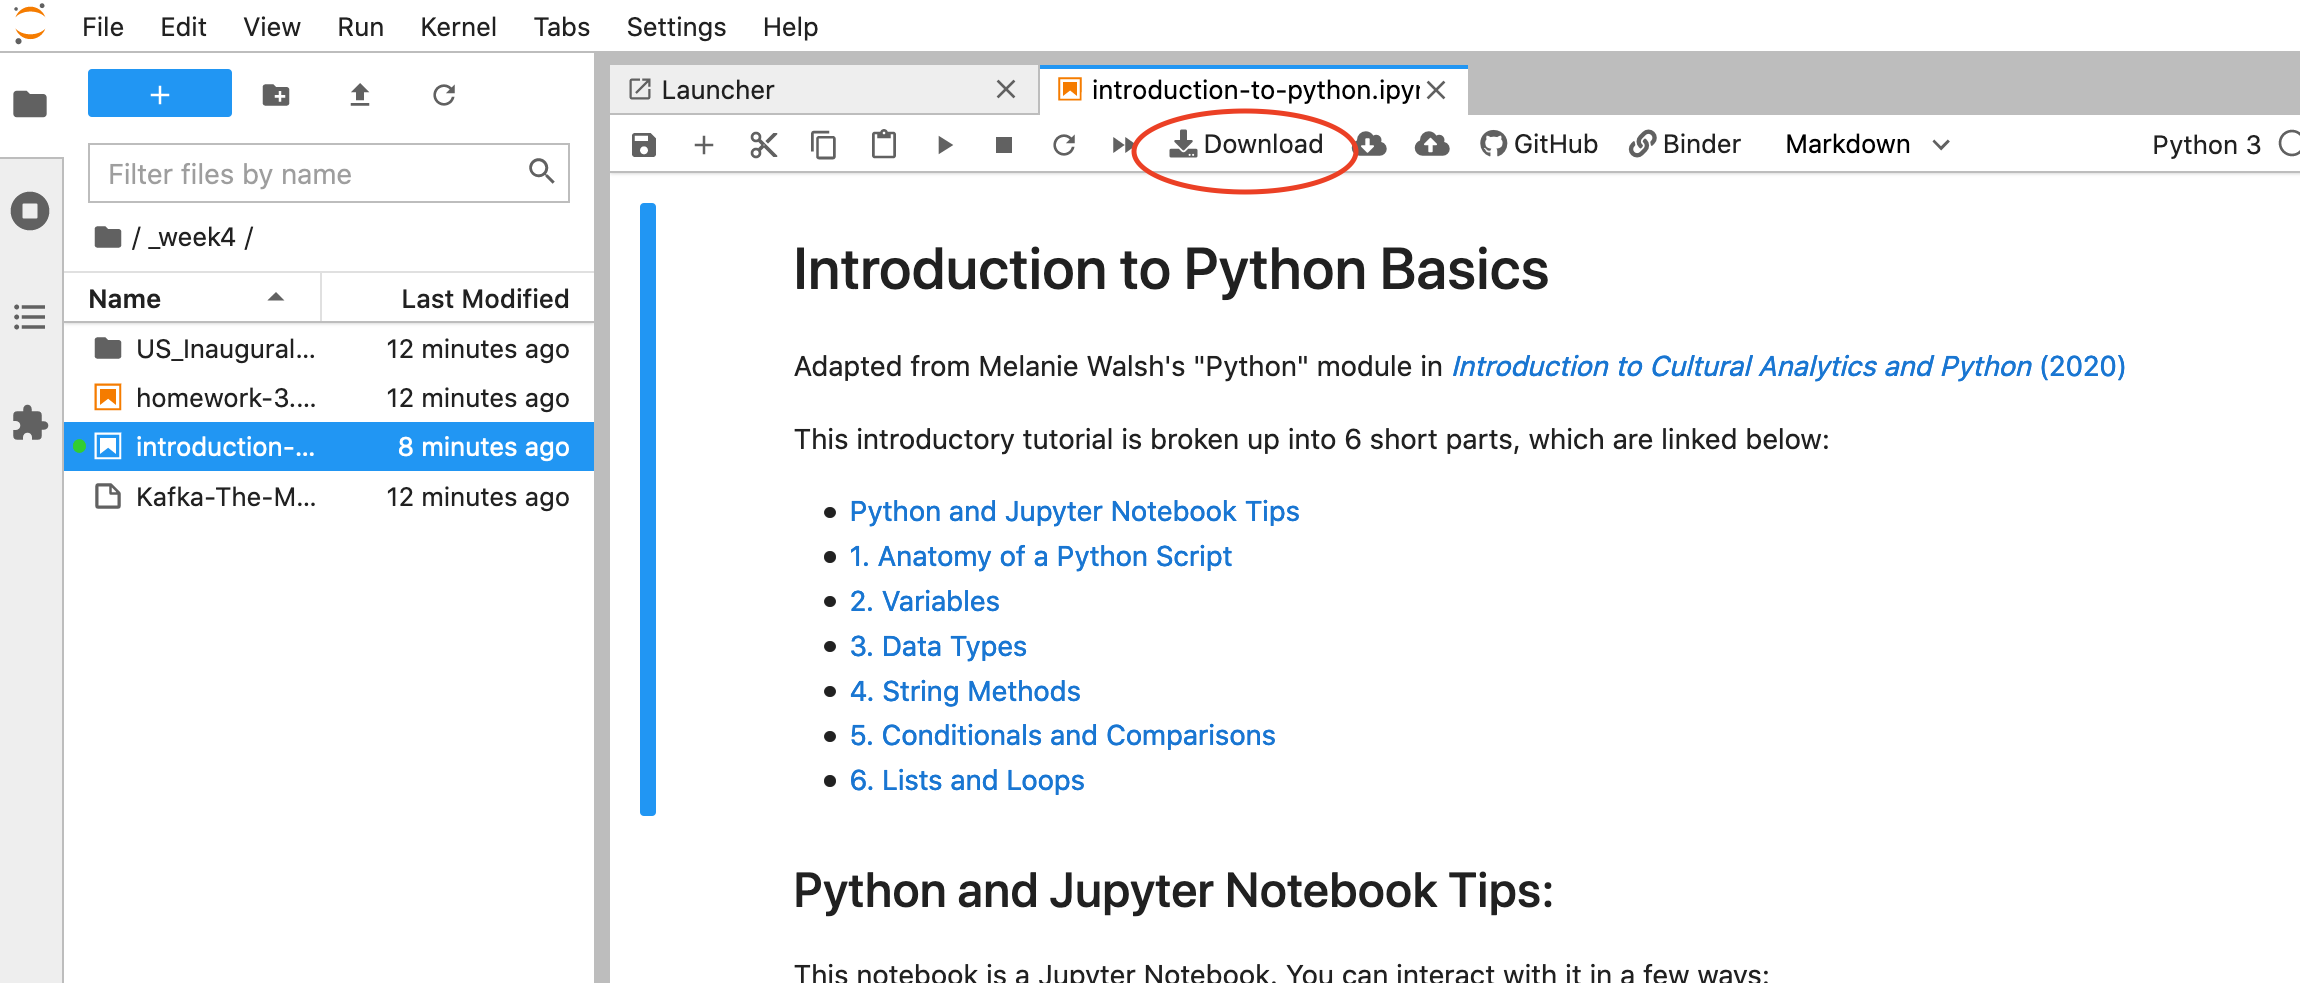 File Edit View Run Kernel Tabs Settings Help
+
Filter files by name
/ _week4 /
Name Last Modified
US_Inaugural... 12 minutes ago
homework-3.... 12 minutes ago
introduction-... 8 minutes ago
Kafka-The-M... 12 minutes ago
Launcher introduction-to-python.ipyn
Download GitHub Binder Markdown Python 3
Introduction to Python Basics
Adapted from Melanie Walsh's "Python" module in Introduction to Cultural Analytics and Python (2020)
This introductory tutorial is broken up into 6 short parts, which are linked below:
• Python and Jupyter Notebook Tips
• 1. Anatomy of a Python Script
• 2. Variables
• 3. Data Types
• 4. String Methods
• 5. Conditionals and Comparisons
• 6. Lists and Loops
Python and Jupyter Notebook Tips:
This notebook is a Jupyter Notebook. You can interact with it in a few ways: